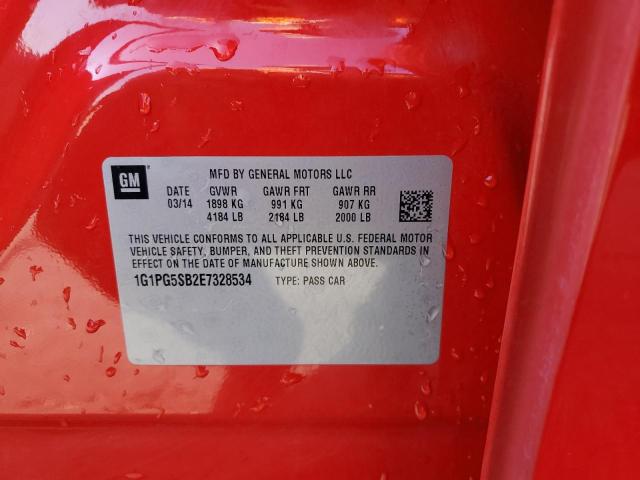 GM
MFD BY GENERAL MOTORS LLC
DATE GVWR GAWR FRT GAWR RR
03/14 1898 KG 991 KG 907 KG
4184 LB 2184 LB 2000 LB
THIS VEHICLE CONFORMS TO ALL APPLICABLE U.S. FEDERAL MOTOR
VEHICLE SAFETY, BUMPER, AND THEFT PREVENTION STANDARDS IN
EFFECT ON THE DATE OF MANUFACTURE SHOWN ABOVE.
1G1PG5SB2E7328534 TYPE: PASS CAR